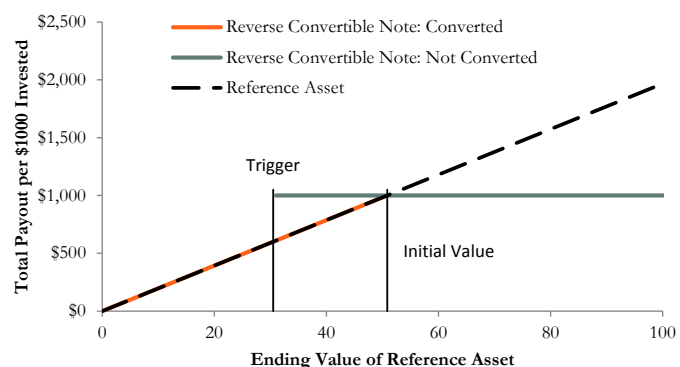 $2,500
Reverse Convertible Note: Converted
Reverse Convertible Note: Not Converted
Reference Asset
$2,000
$1,500
$1,000
$500
$0
Total Payout per $1000 Invested
Trigger
Initial Value
0 20 40 60 80 100
Ending Value of Reference Asset